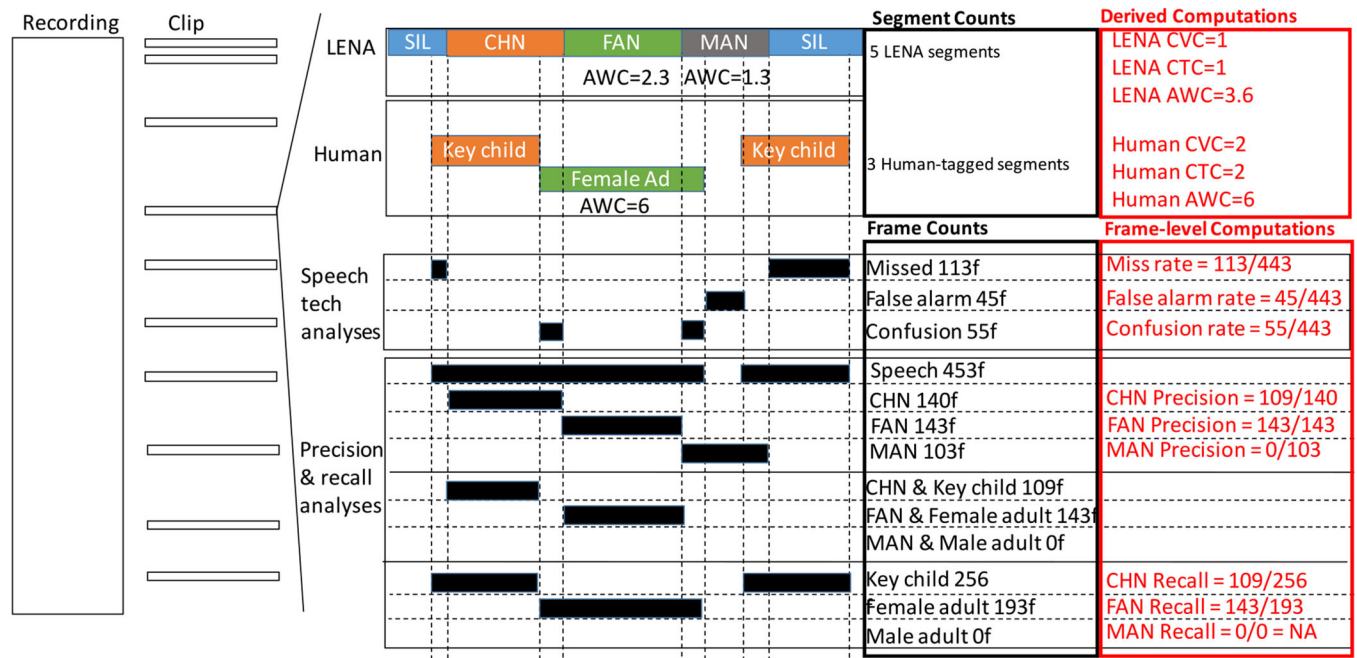 Recording
Clip
Segment Counts
Derived Computations
LENA
SIL
CHN
FAN
MAN
SIL
AWC=2.3
AWC=1.3
5 LENA segments
LENA CVC=1
LENA CTC=1
LENA AWC=3.6
Human
Key child
Key child
Female Ad
AWC=6
3 Human-tagged segments
Human CVC=2
Human CTC=2
Human AWC=6
Frame Counts
Frame-level Computations
Speech
tech
analyses
Missed 113f
Miss rate = 113/443
False alarm 45f
False alarm rate = 45/443
Confusion 55f
Confusion rate = 55/443
Precision
& recall
analyses
Speech 453f
CHN 140f
CHN Precision = 109/140
FAN 143f
FAN Precision = 143/143
MAN 103f
MAN Precision = 0/103
CHN & Key child 109f
FAN & Female adult 143f
MAN & Male adult 0f
Key child 256
f
CHN Recall = 109/256
Female adult 193f
FAN Recall = 143/193
Male adult 0f
MAN Recall = 0/0 = NA